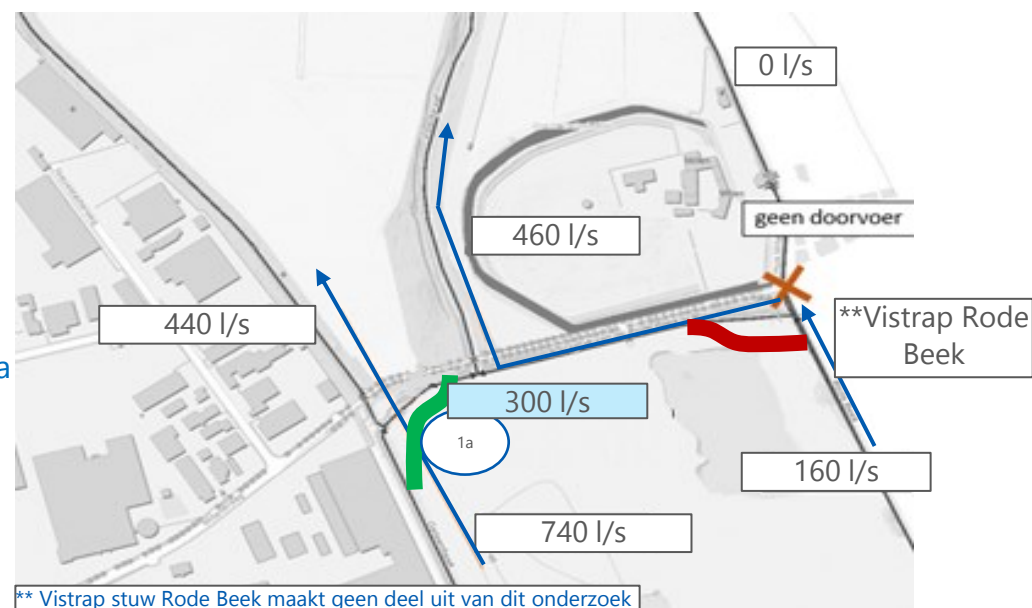 0 l/s
geen doorvoer
460 l/s
**Vistrap Rode
Beek
440 l/s
a
300 l/s
1a
160 l/s
740 l/s
** Vistrap stuw Rode Beek maakt geen deel uit van dit onderzoek